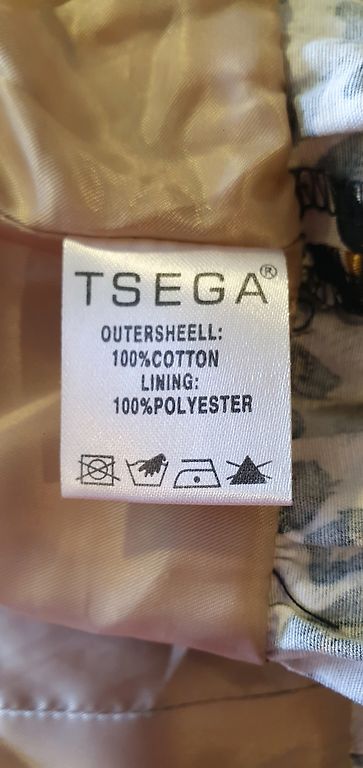 TSEGA®
OUTERSHEELL:
100%COTTON
LINING:
100%POLYESTER